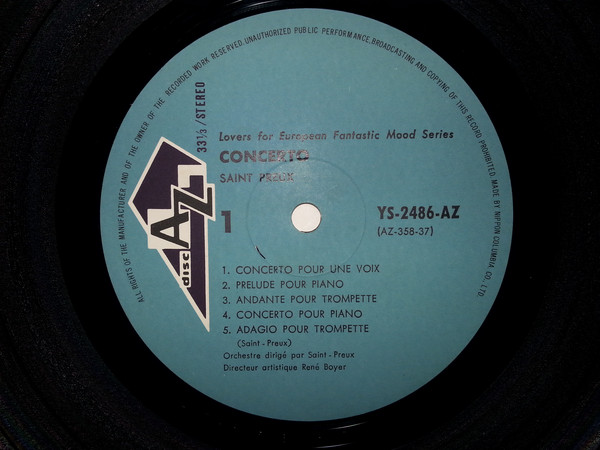 ALL RIGHTS OF THE MANUFACTURER AND OF THE OWNER OF THE RECORDED WORK RESERVED. UNAUTHORIZED PUBLIC PERFORMANCE, BROADCASTING AND COPYING OF THIS RECORD PROHIBITED. MADE BY NIPPON COLUMBIA CO., LTD.
33 1/3 / STEREO
disc AZ
Lovers for European Fantastic Mood Series
CONCERTO
SAINT PREUX
1
YS-2486-AZ
(AZ-358-37)
1. CONCERTO POUR UNE VOIX
2. PRELUDE POUR PIANO
3. ANDANTE POUR TROMPETTE
4. CONCERTO POUR PIANO
5. ADAGIO POUR TROMPETTE
(Saint - Preux)
Orchestre dirigé par Saint - Preux
Directeur artistique René Boyer